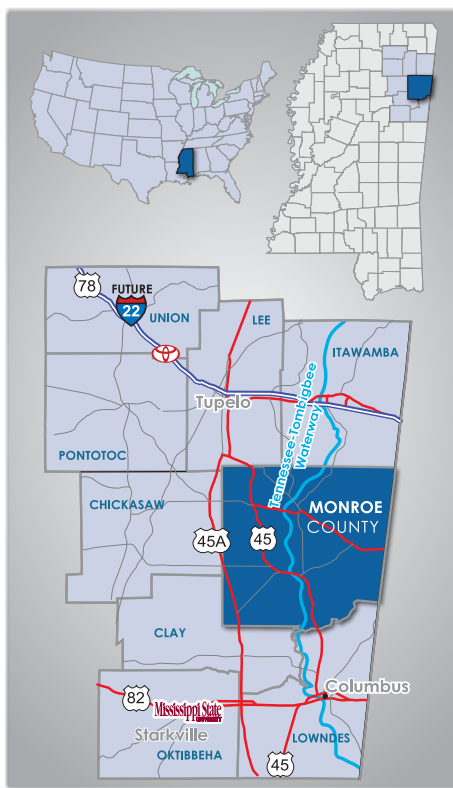 78
FUTURE
22
UNION
LEE
ITAWAMBA
Tupelo
Tennessee-Tombigbee
Waterway
PONTOTOC
CHICKASAW
MONROE
COUNTY
45A
45
CLAY
Columbus
82
Mississippi State
UNIVERSITY
Starkville
OKTIBBEHA
LOWNDES
45